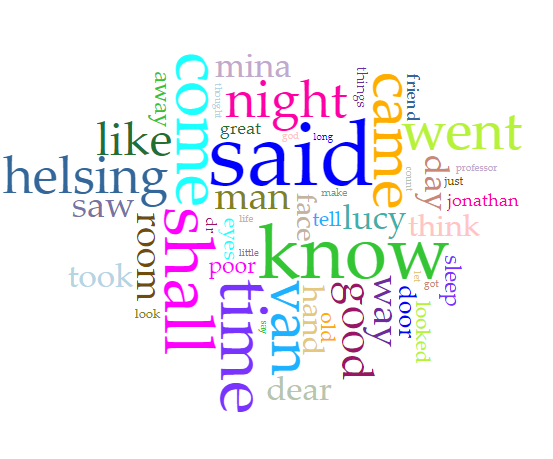 mina
things
friend
away
thought
night
come
came
great
god
long
went
like
said
helsing
man
count
professor
day
just
make
saw
face
jonathan
room
shall
dr
eyes
life
tell
lucy
think
know
little
poor
took
sleep
time
van
hand
good
way
door
let
got
look
say
old
looked
dear